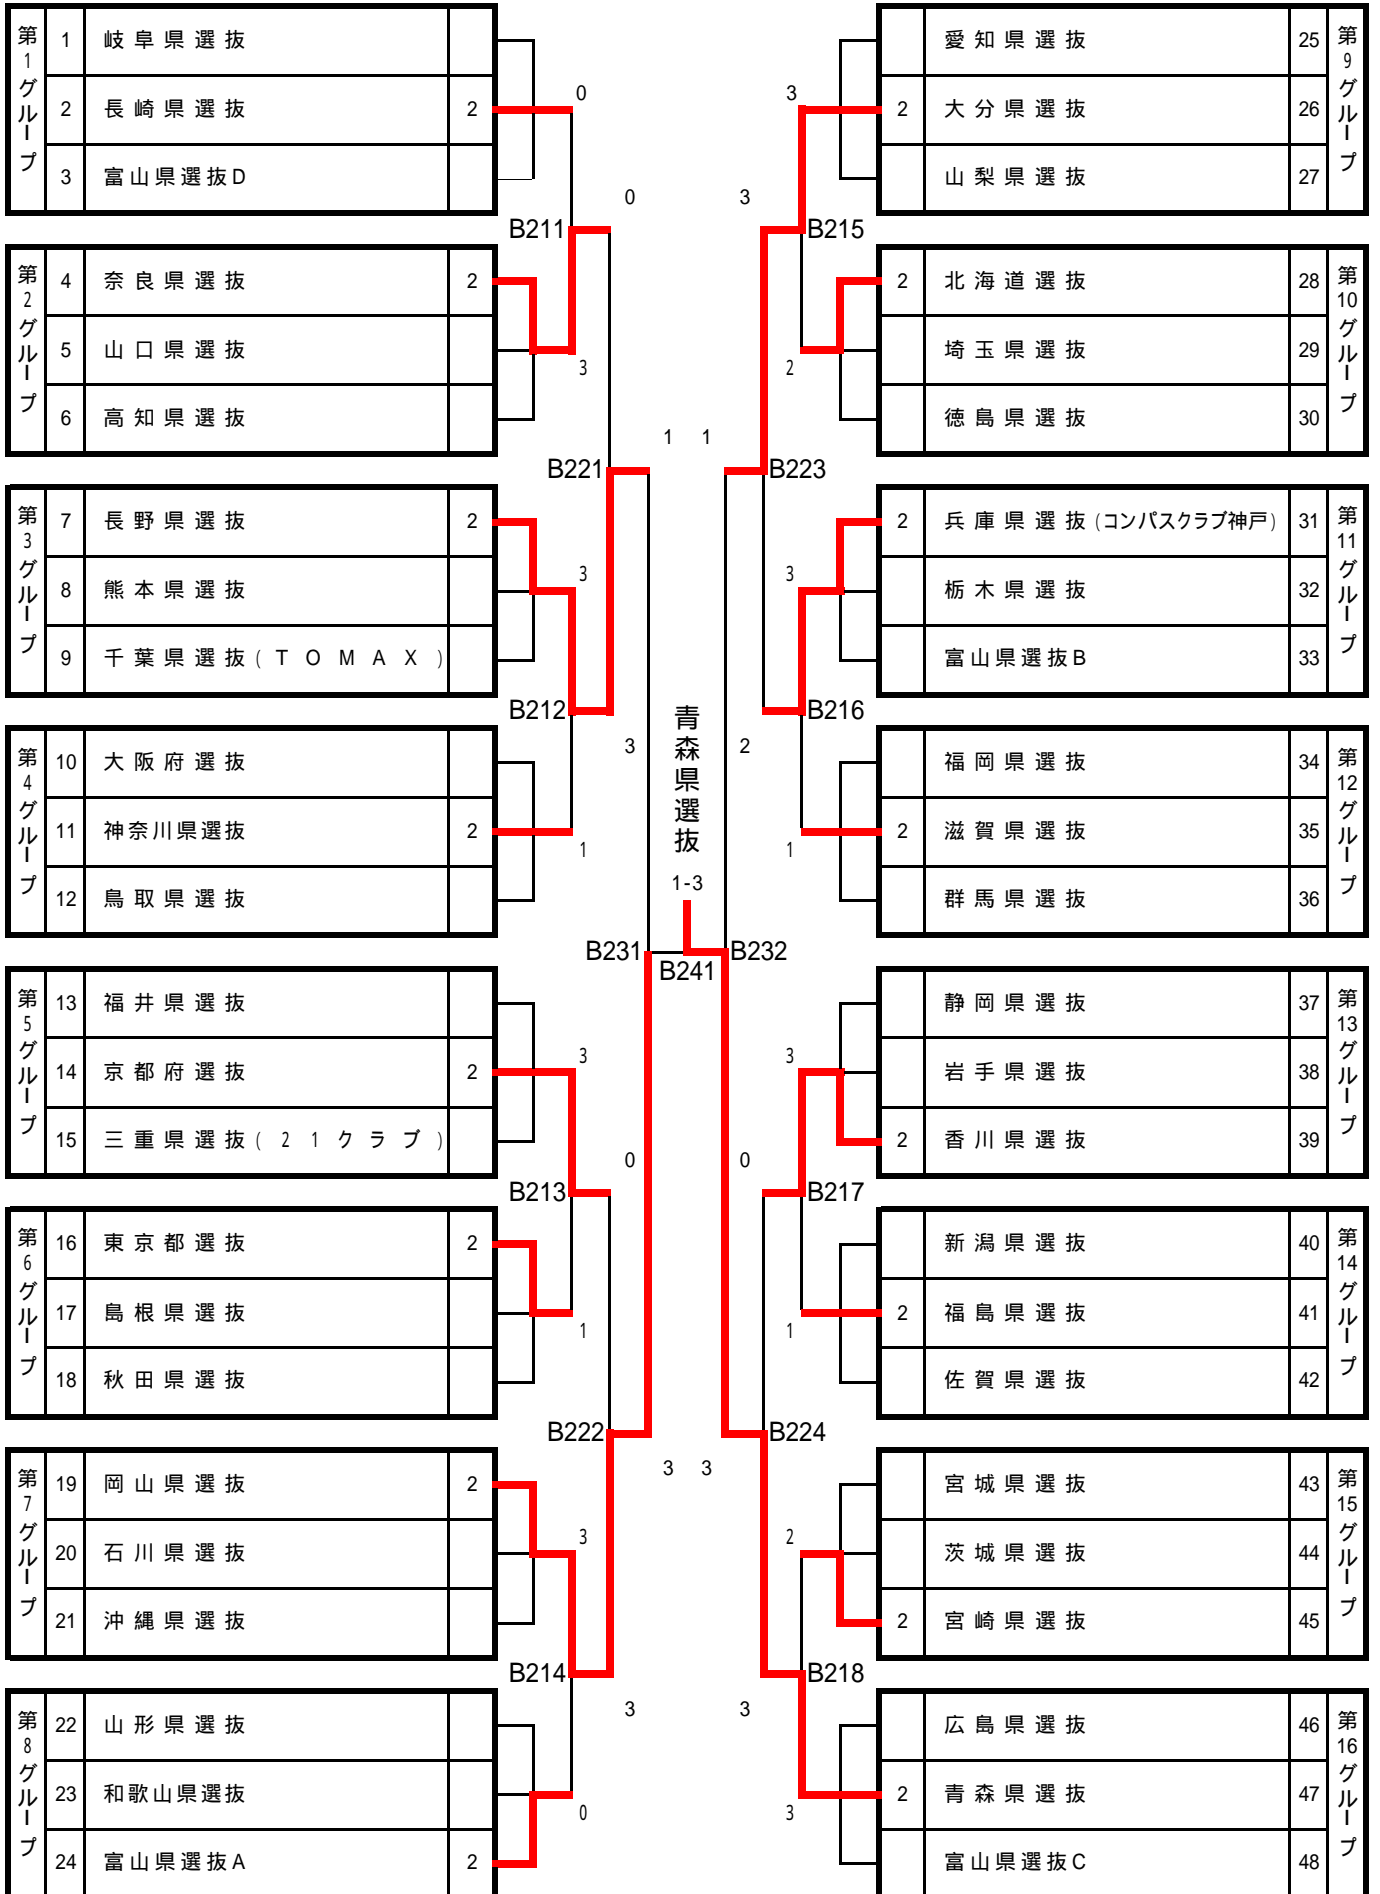 第1グループ
1 岐阜県選抜
2 長崎県選抜 2
3 富山県選抜D
第2グループ
4 奈良県選抜 2
5 山口県選抜
6 高知県選抜
第3グループ
7 長野県選抜 2
8 熊本県選抜
9 千葉県選抜(TOMAX)
第4グループ
10 大阪府選抜
11 神奈川県選抜 2
12 鳥取県選抜
第5グループ
13 福井県選抜
14 京都府選抜 2
15 三重県選抜(21クラブ)
第6グループ
16 東京都選抜 2
17 島根県選抜
18 秋田県選抜
第7グループ
19 岡山県選抜 2
20 石川県選抜
21 沖縄県選抜
第8グループ
22 山形県選抜
23 和歌山県選抜
24 富山県選抜A 2
0
B211
3
0
B221
3
B212
1
3
1
B231
3
B213
1
0
B222
3
3
B214
0
3
青森県選抜
1-3
B241
3
B215
2
3
B223
3
B216
1
2
1
B232
3
B217
1
0
B224
3
2
B218
3
3
愛知県選抜 25
2 大分県選抜 26
山梨県選抜 27
第9グループ
2 北海道選抜 28
埼玉県選抜 29
徳島県選抜 30
第10グループ
2 兵庫県選抜(コンパスクラブ神戸) 31
栃木県選抜 32
富山県選抜B 33
第11グループ
福岡県選抜 34
2 滋賀県選抜 35
群馬県選抜 36
第12グループ
静岡県選抜 37
岩手県選抜 38
2 香川県選抜 39
第13グループ
新潟県選抜 40
2 福島県選抜 41
佐賀県選抜 42
第14グループ
宮城県選抜 43
茨城県選抜 44
2 宮崎県選抜 45
第15グループ
広島県選抜 46
2 青森県選抜 47
富山県選抜C 48
第16グループ